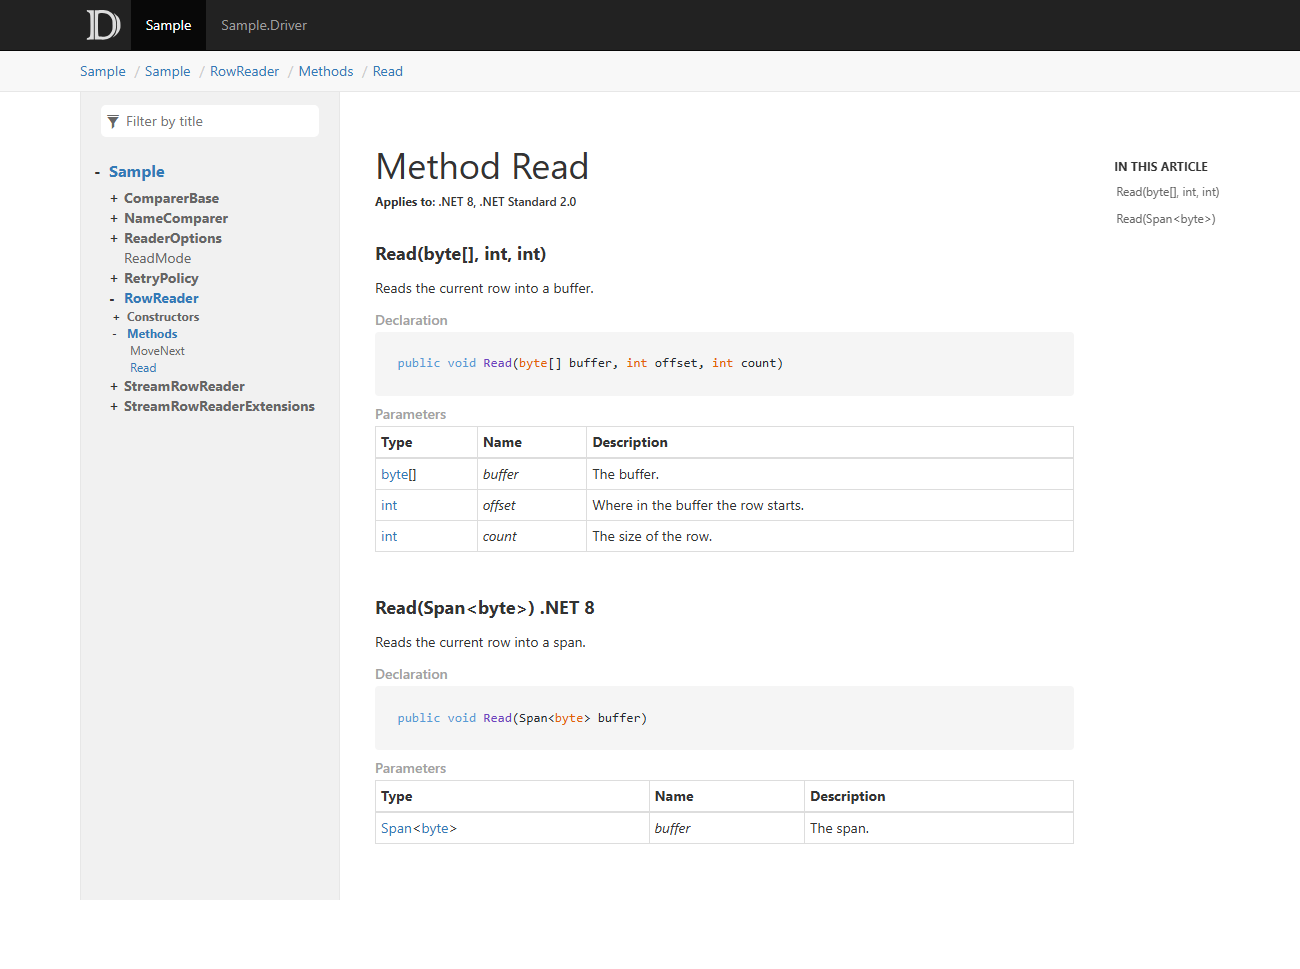 Sample Sample.Driver
Sample / Sample / RowReader / Methods / Read
Filter by title
- Sample
+ ComparerBase
+ NameComparer
+ ReaderOptions
ReadMode
+ RetryPolicy
- RowReader
+ Constructors
- Methods
MoveNext
Read
+ StreamRowReader
+ StreamRowReaderExtensions
Method Read
Applies to: .NET 8, .NET Standard 2.0
Read(byte[], int, int)
Reads the current row into a buffer.
Declaration
public void Read(byte[] buffer, int offset, int count)
Parameters
Type Name Description
byte[] buffer The buffer.
int offset Where in the buffer the row starts.
int count The size of the row.
Read(Span<byte>) .NET 8
Reads the current row into a span.
Declaration
public void Read(Span<byte> buffer)
Parameters
Type Name Description
Span<byte> buffer The span.
IN THIS ARTICLE
Read(byte[], int, int)
Read(Span<byte>)